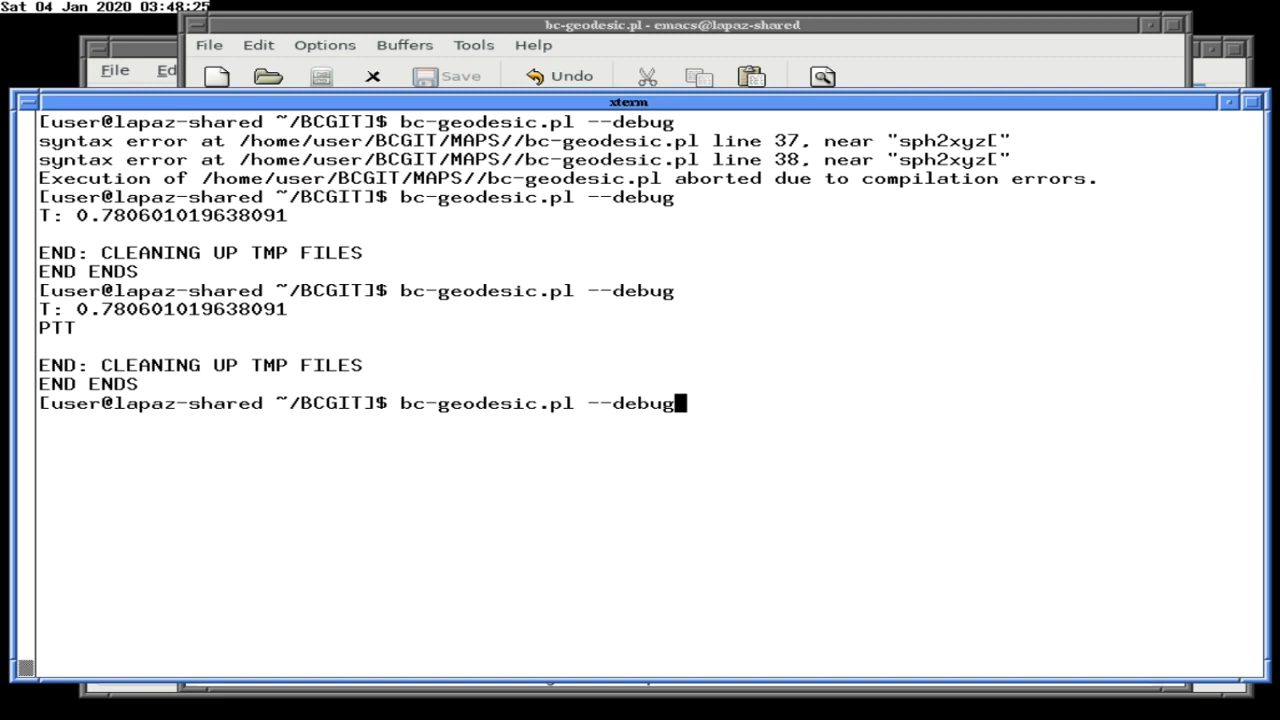 Sat 04 Jan 2020 03:48:25
bc-geodesic.pl - emacs@lapaz-shared
File Edit Options Buffers Tools Help
File Ed
Save Undo
xterm
[user@lapaz-shared ~/BCGIT]$ bc-geodesic.pl --debug
syntax error at /home/user/BCGIT/MAPS//bc-geodesic.pl line 37, near "sph2xyz["
syntax error at /home/user/BCGIT/MAPS//bc-geodesic.pl line 38, near "sph2xyz["
Execution of /home/user/BCGIT/MAPS//bc-geodesic.pl aborted due to compilation errors.
[user@lapaz-shared ~/BCGIT]$ bc-geodesic.pl --debug
T: 0.780601019638091
END: CLEANING UP TMP FILES
END ENDS
[user@lapaz-shared ~/BCGIT]$ bc-geodesic.pl --debug
T: 0.780601019638091
PTT
END: CLEANING UP TMP FILES
END ENDS
[user@lapaz-shared ~/BCGIT]$ bc-geodesic.pl --debug